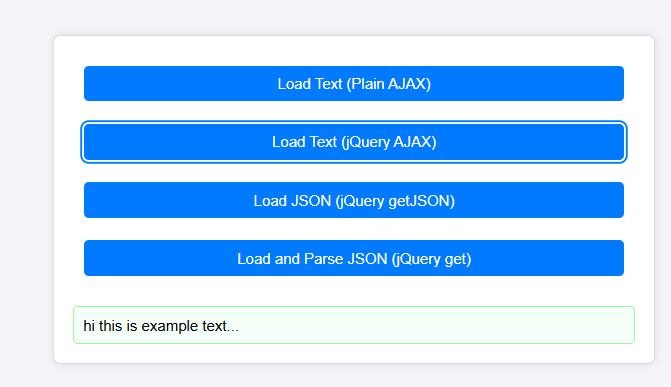 Load Text (Plain AJAX)
Load Text (jQuery AJAX)
Load JSON (jQuery getJSON)
Load and Parse JSON (jQuery get)
hi this is example text...